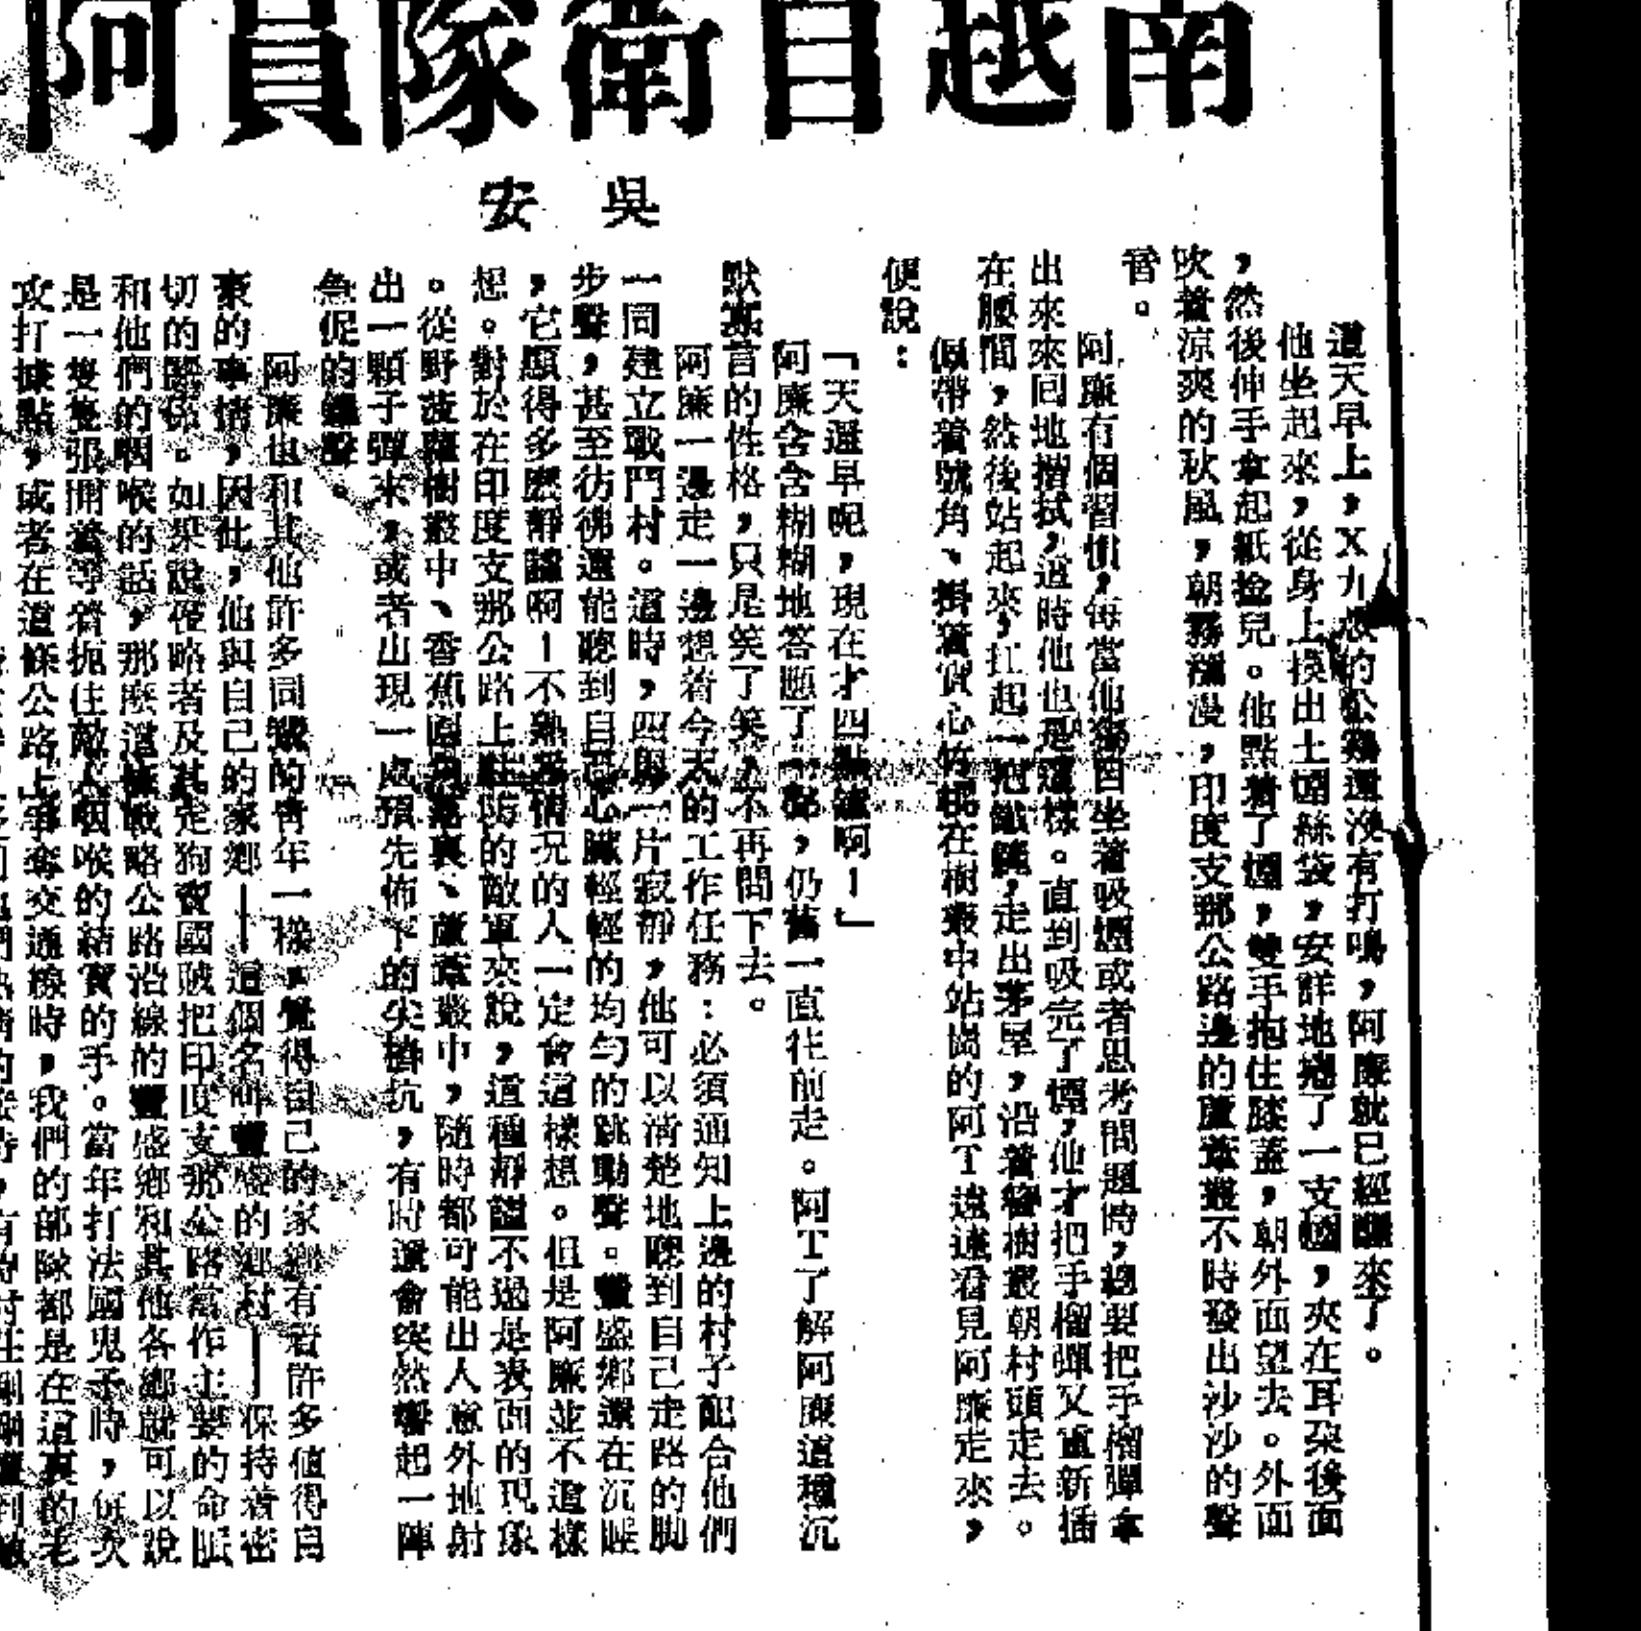 南越自衛隊員阿
吳安
這天早上，X九燬的公鷄還沒有打鳴，阿廉就已經醒來了。
他坐起來，從身上摸出土煙絲袋，安詳地捲了一支煙，夾在耳朶後面
，然後伸手拿起紙捻兒。他點着了煙，雙手抱住膝蓋，朝外面望去。外面
吹着涼爽的秋風，朝霧瀰漫，印度支那公路邊的蘆葦叢不時發出沙沙的聲
音。
阿廉有個習慣，每當他獨自坐着吸煙或者思考問題時，總要把手榴彈拿
出來來回地揩拭，這時他也是這樣。直到吸完了煙，他才把手榴彈又重新插
在腰間，然後站起來，扛起一把鐵鍬，走出茅屋，沿着樹叢朝村頭走去。
佩帶着號角、掛着實心竹棍在樹叢中站崗的阿T遠遠看見阿廉走來，
便說：
「天還早呢，現在才四點鐘啊！」
阿廉含含糊糊地答應了一聲，仍舊一直往前走。阿T了解阿廉這種沉
默寡言的性格，只是笑了笑，不再問下去。
阿廉一邊走一邊想着今天的工作任務：必須通知上邊的村子配合他們
一同建立戰鬥村。這時，四周一片寂靜，他可以清楚地聽到自己走路的脚
步聲，甚至彷彿還能聽到自己心臟輕輕的均勻的跳動聲。豐盛鄉還在沉睡
，它顯得多麽靜謐啊！不熟悉情況的人一定會這樣想。但是阿廉並不這樣
想。對於在印度支那公路上駐防的敵軍來說，這種靜謐不過是表面的現象
。從野菠蘿樹叢中、香蕉園裏、蘆葦叢中，隨時都可能出人意外地射
出一顆子彈來，或者出現一處預先佈下的尖樁坑，有時還會突然響起一陣
急促的鑼聲。
阿廉也和其他許多同齡的青年一樣，覺得自己的家鄉有着許多值得自
豪的事情，因此，他與自己的家鄉——這個名叫豐盛的鄉村——保持着密
切的關係。如果說侵略者及其走狗賣國賊把印度支那公路當作主要的命脈
和他們的咽喉的話，那麽這條戰略公路沿線的豐盛鄉和其他各鄉就可以說
是一隻隻張開着等着扼住敵人咽喉的結實的手。當年打法國鬼子時，每次
攻打據點，或者在這條公路上爭奪交通線時，我們的部隊都是在這裏的老